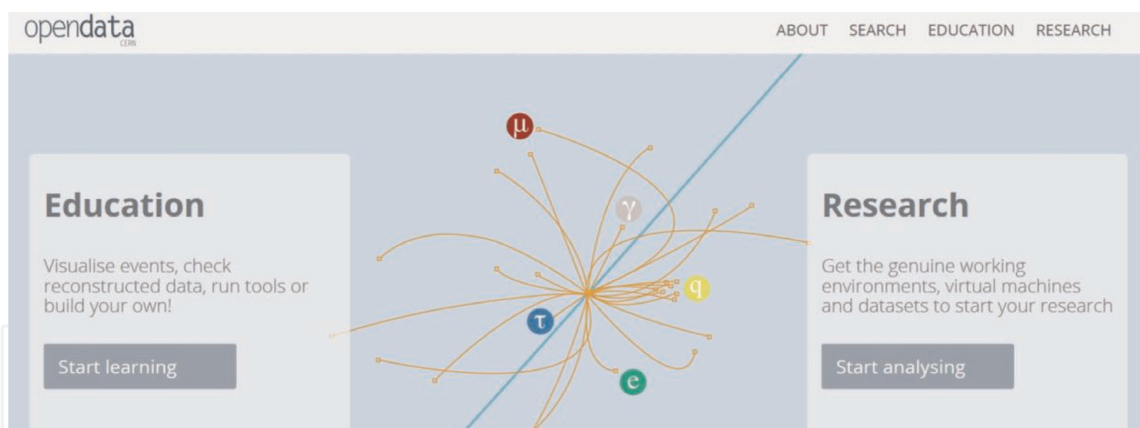 opendata
CERN
ABOUT SEARCH EDUCATION RESEARCH
μ
γ
q
τ
e
Education
Visualise events, check
reconstructed data, run tools or
build your own!
Start learning
Research
Get the genuine working
environments, virtual machines
and datasets to start your research
Start analysing